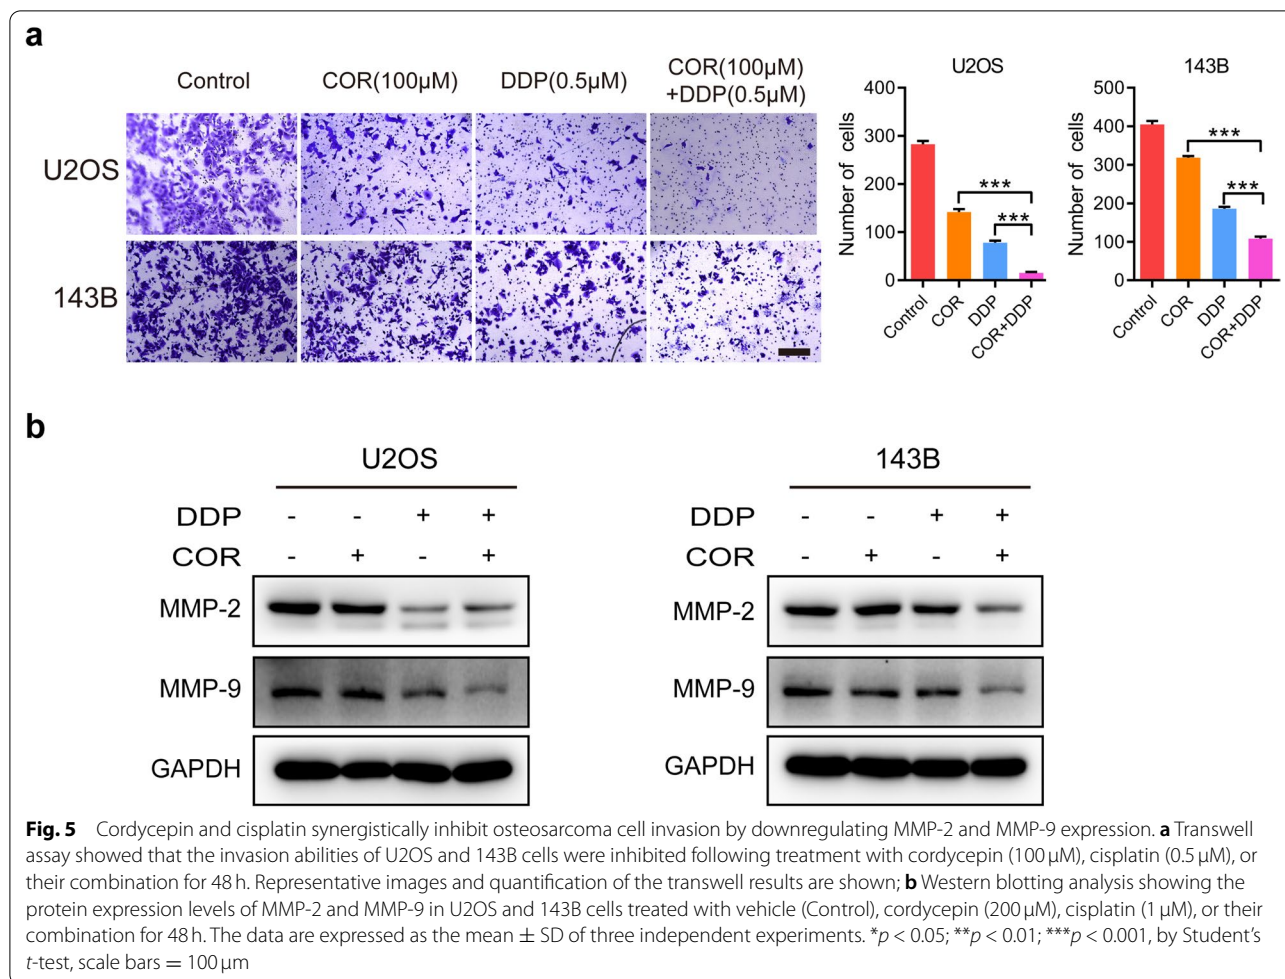 a
Control COR(100μM) DDP(0.5μM) COR(100μM)
+DDP(0.5μM)
U2OS
143B
U2OS
Number of cells
400
300
200
100
0
***
***
Control
COR
DDP
COR+DDP
143B
Number of cells
500
400
300
200
100
0
***
***
Control
COR
DDP
COR+DDP
b
U2OS
DDP - - + +
COR - + - +
MMP-2
MMP-9
GAPDH
143B
DDP - - + +
COR - + - +
MMP-2
MMP-9
GAPDH
Fig. 5 Cordycepin and cisplatin synergistically inhibit osteosarcoma cell invasion by downregulating MMP-2 and MMP-9 expression. a Transwell
assay showed that the invasion abilities of U2OS and 143B cells were inhibited following treatment with cordycepin (100 μM), cisplatin (0.5 μM), or
their combination for 48 h. Representative images and quantification of the transwell results are shown; b Western blotting analysis showing the
protein expression levels of MMP-2 and MMP-9 in U2OS and 143B cells treated with vehicle (Control), cordycepin (200 μM), cisplatin (1 μM), or their
combination for 48 h. The data are expressed as the mean ± SD of three independent experiments. *p < 0.05; **p < 0.01; ***p < 0.001, by Student's
t-test, scale bars = 100 μm